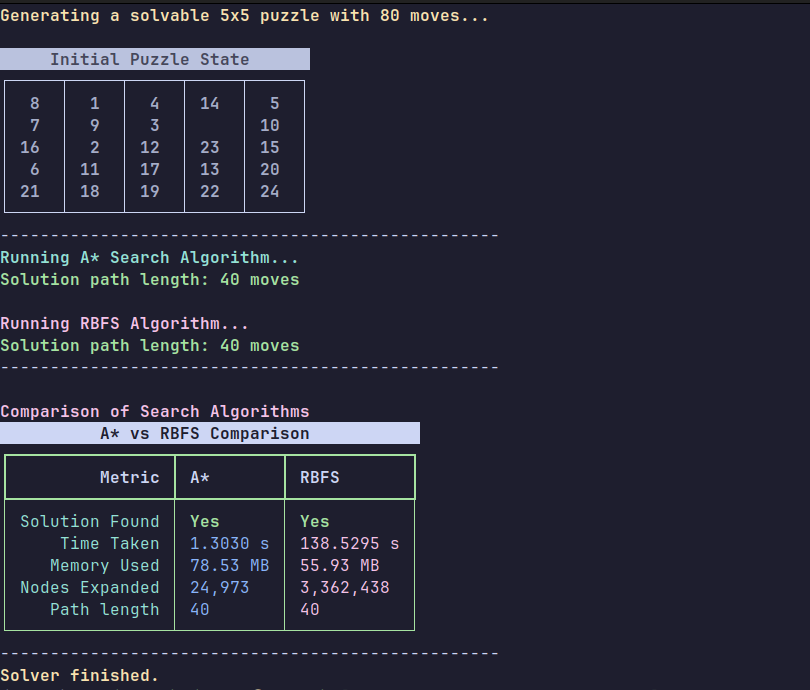 Generating a solvable 5x5 puzzle with 80 moves...
Initial Puzzle State
8 1 4 14 5
7 9 3 10
16 2 12 23 15
6 11 17 13 20
21 18 19 22 24
--------------------------------------------------
Running A* Search Algorithm...
Solution path length: 40 moves
Running RBFS Algorithm...
Solution path length: 40 moves
--------------------------------------------------
Comparison of Search Algorithms
A* vs RBFS Comparison
Metric A* RBFS
Solution Found Yes Yes
Time Taken 1.3030 s 138.5295 s
Memory Used 78.53 MB 55.93 MB
Nodes Expanded 24,973 3,362,438
Path length 40 40
--------------------------------------------------
Solver finished.